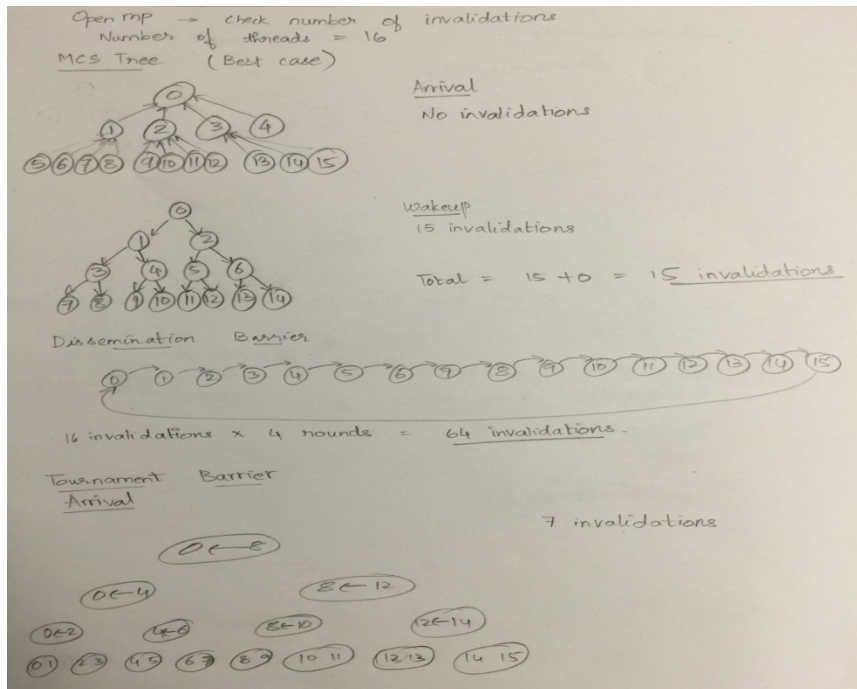 Open mp → Check number of invalidations
Number of threads = 16
MCS Tree (Best case)
Arrival
No invalidations
0
1 2 3 4
5 6 7 8 9 10 11 12 13 14 15
Wakeup
15 invalidations
Total = 15 + 0 = 15 invalidations
0
1 2
3 4 5 6
7 8 9 10 11 12 13 14
Dissemination Barrier
0 1 2 3 4 5 6 7 8 9 10 11 12 13 14 15
16 invalidations × 4 rounds = 64 invalidations.
Tournament Barrier
Arrival
7 invalidations
0 ← 8
0 ← 4 8 ← 12
0←2 4←6 8←10 12←14
0 1 2 3 4 5 6 7 8 9 10 11 12 13 14 15